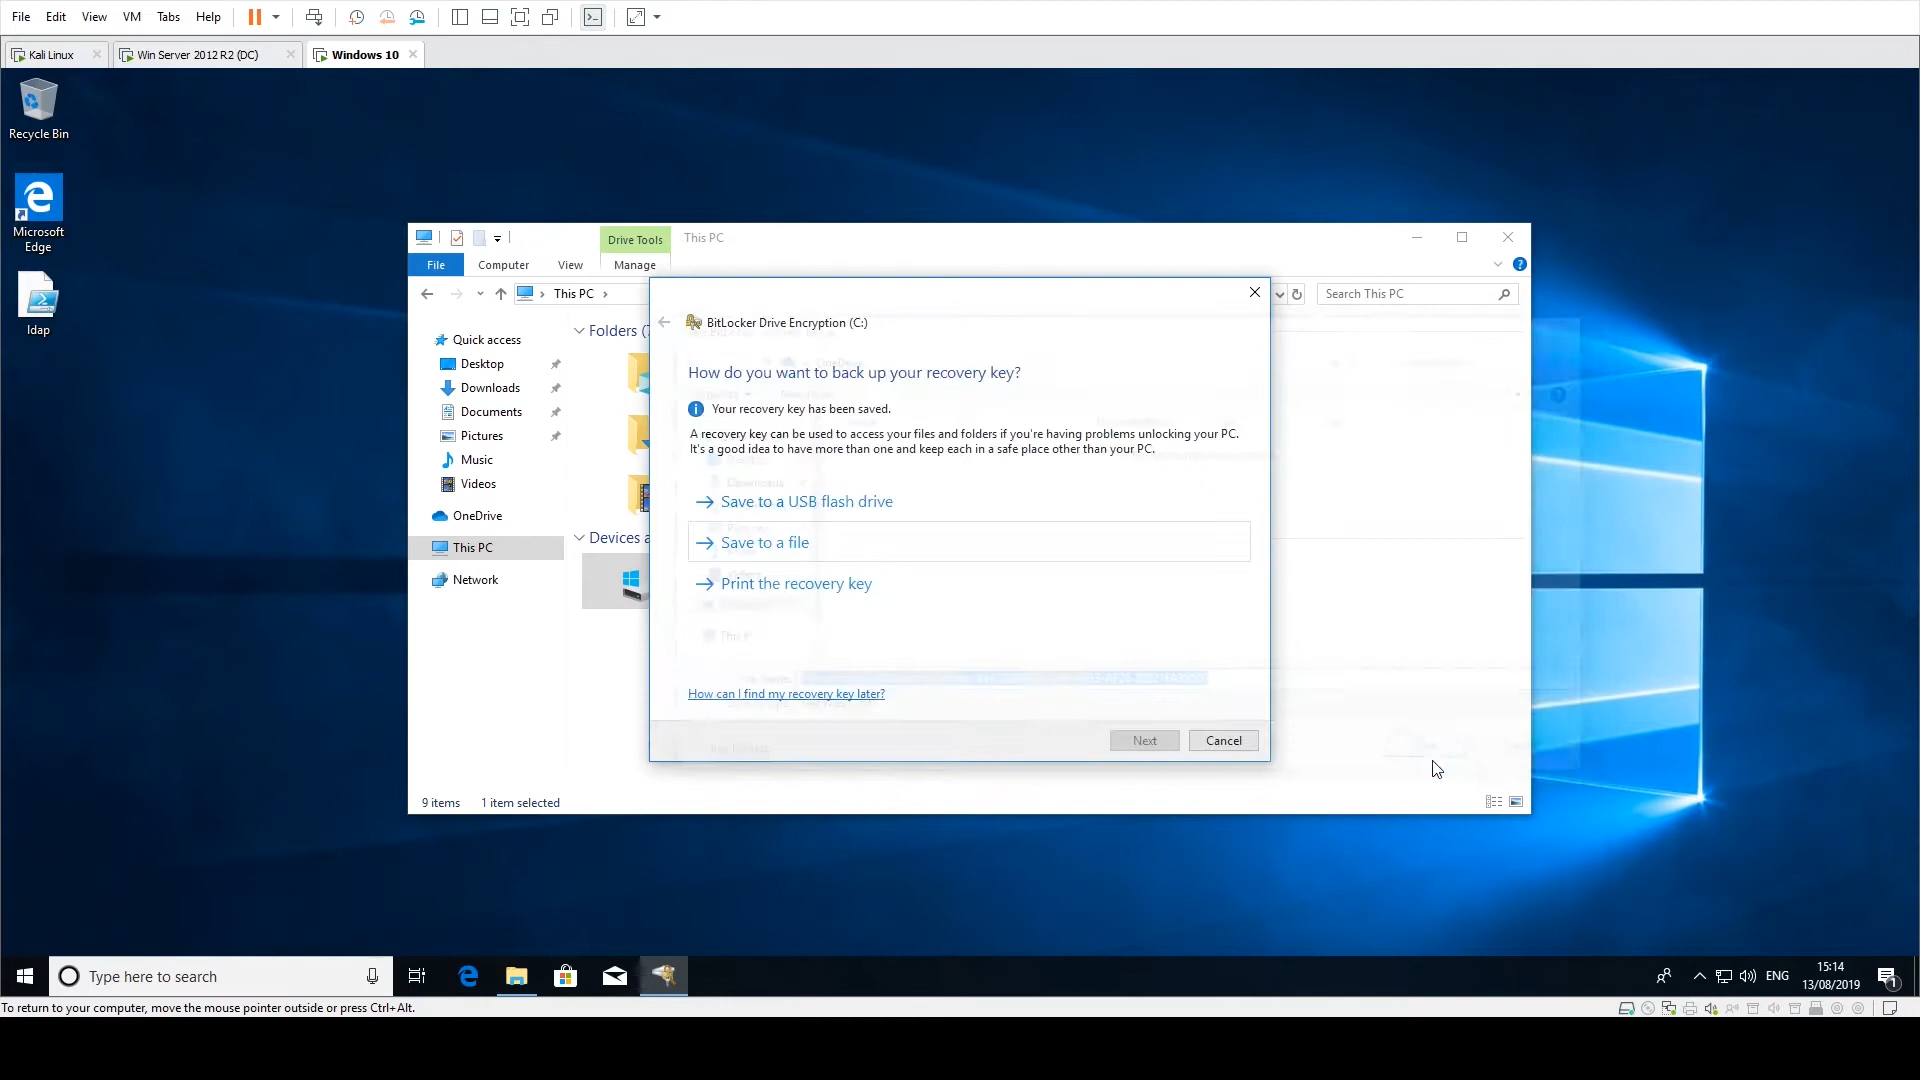 File Edit View VM Tabs Help
Kali Linux
Win Server 2012 R2 (DC)
Windows 10
Recycle Bin
Microsoft
Edge
ldap
Drive Tools
This PC
File
Computer
View
Manage
This PC
Search This PC
Quick access
Desktop
Downloads
Documents
Pictures
Music
Videos
OneDrive
This PC
Network
Folders (7
Devices a
BitLocker Drive Encryption (C:)
How do you want to back up your recovery key?
Your recovery key has been saved.
A recovery key can be used to access your files and folders if you're having problems unlocking your PC.
It's a good idea to have more than one and keep each in a safe place other than your PC.
Save to a USB flash drive
Save to a file
Print the recovery key
How can I find my recovery key later?
Next
Cancel
9 items
1 item selected
Type here to search
ENG
15:14
13/08/2019
1
To return to your computer, move the mouse pointer outside or press Ctrl+Alt.